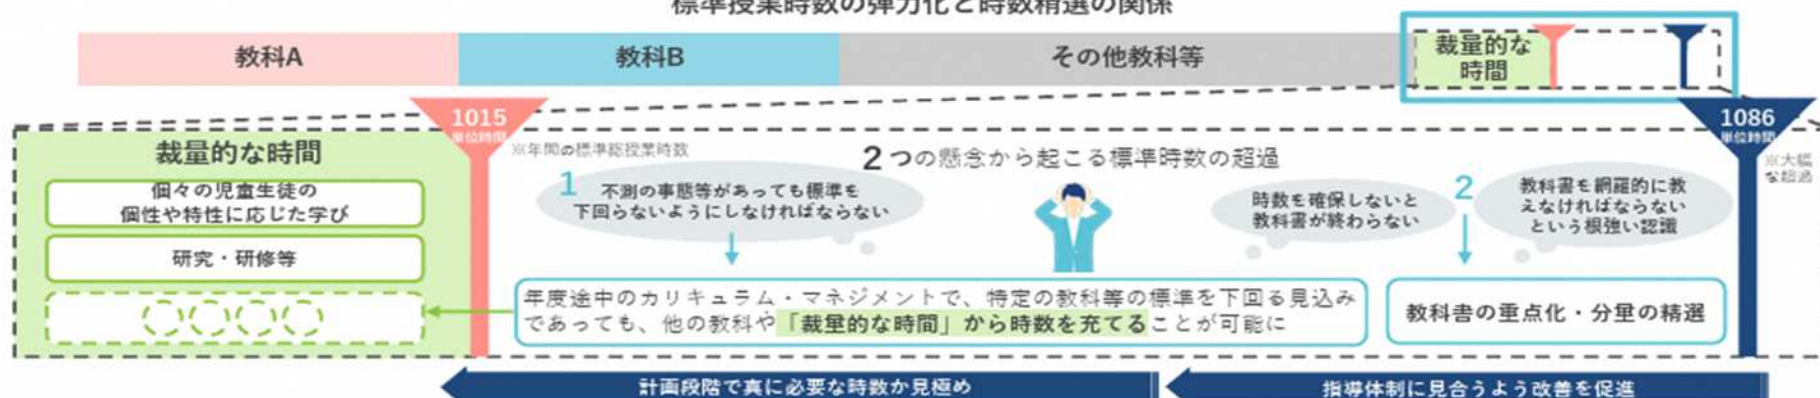 標準授業時数の弾力化と時数精選の関係
教科A
教科B
その他教科等
裁量的な
時間
1015
単位時間
※年間の標準総授業時数
1086
単位時間
※大幅
な超過
裁量的な時間
個々の児童生徒の
個性や特性に応じた学び
研究・研修等
2つの懸念から起こる標準時数の超過
1
不測の事態等があっても標準を
下回らないようにしなければならない
時数を確保しないと
教科書が終わらない
2
教科書を網羅的に教
えなければならない
という根強い認識
年度途中のカリキュラム・マネジメントで、特定の教科等の標準を下回る見込み
であっても、他の教科や「裁量的な時間」から時数を充てることが可能に
教科書の重点化・分量の精選
計画段階で真に必要な時数か見極め
指導体制に見合うよう改善を促進